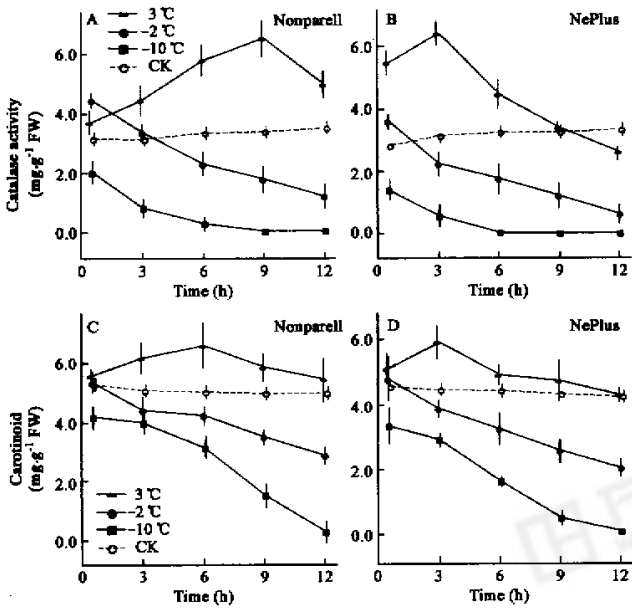 A
3 ℃
-2℃
-10 ℃
CK
Nonparell
Catalase activity
(mg·g⁻¹ FW)
6.0
4.0
2.0
0.0
0 3 6 9 12
Time (h)
B
NePlus
6.0
4.0
2.0
0.0
0 3 6 9 12
Time (h)
C
Nonparell
Carotinoid
(mg·g⁻¹ FW)
6.0
4.0
2.0
0.0
3 ℃
-2℃
-10 ℃
CK
0 3 6 9 12
Time (h)
D
NePlus
6.0
4.0
2.0
0.0
0 3 6 9 12
Time (h)